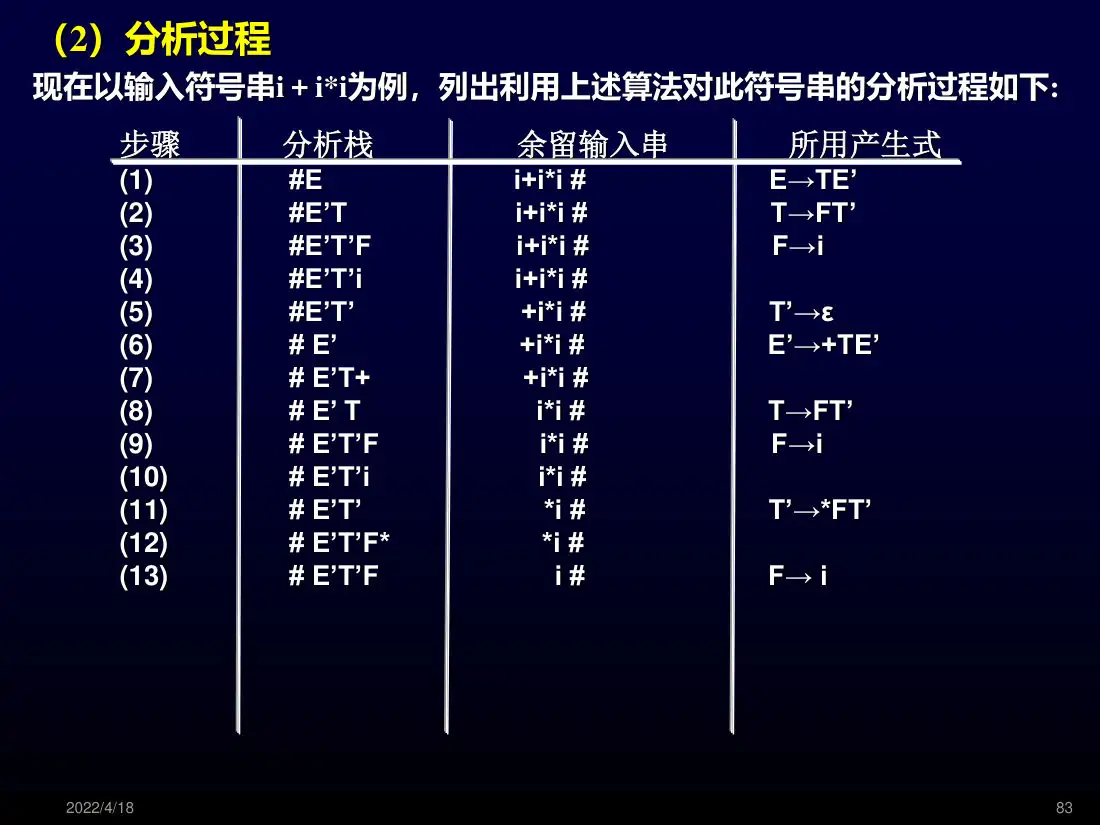 （2）分析过程
现在以输入符号串i + i*i为例，列出利用上述算法对此符号串的分析过程如下:
步骤 分析栈 余留输入串 所用产生式
(1) #E i+i*i # E→TE’
(2) #E’T i+i*i # T→FT’
(3) #E’T’F i+i*i # F→i
(4) #E’T’i i+i*i #
(5) #E’T’ +i*i # T’→ε
(6) # E’ +i*i # E’→+TE’
(7) # E’T+ +i*i #
(8) # E’ T i*i # T→FT’
(9) # E’T’F i*i # F→i
(10) # E’T’i i*i #
(11) # E’T’ *i # T’→*FT’
(12) # E’T’F* *i #
(13) # E’T’F i # F→ i
2022/4/18 83